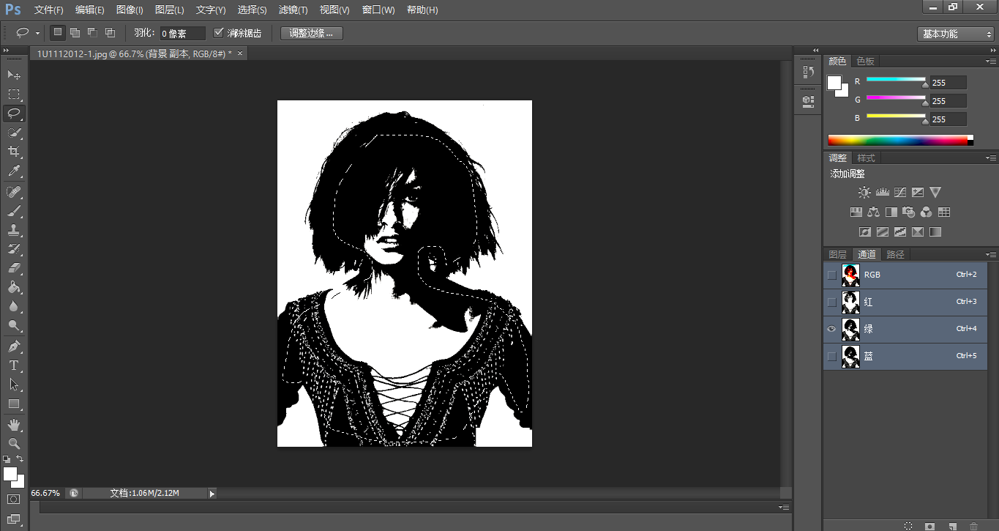 Ps 文件(F) 编辑(E) 图像(I) 图层(L) 文字(Y) 选择(S) 滤镜(T) 视图(V) 窗口(W) 帮助(H)
羽化: 0 像素 消除锯齿 调整边缘 ... 基本功能
1U1112012-1.jpg @ 66.7% (背景 副本, RGB/8#) * ×
颜色 色板
R 255
G 255
B 255
调整 样式
添加调整
图层 通道 路径
RGB Ctrl+2
红 Ctrl+3
绿 Ctrl+4
蓝 Ctrl+5
T
66.67% 文档:1.06M/2.12M